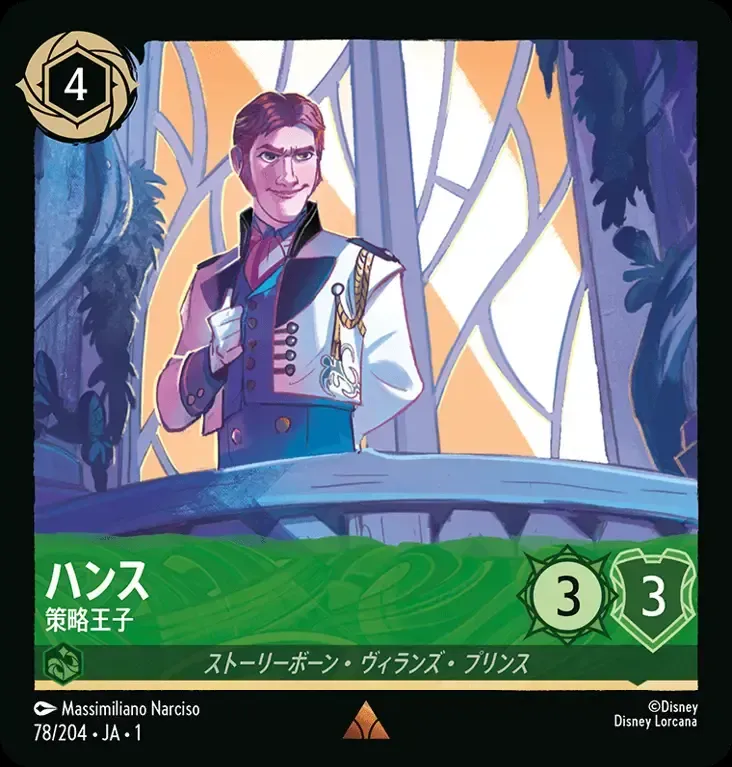 4
ハンス
策略王子
3
3
ストーリーボーン・ヴィランズ・プリンス
Massimiliano Narciso
©Disney
78/204・JA・1
Disney Lorcana